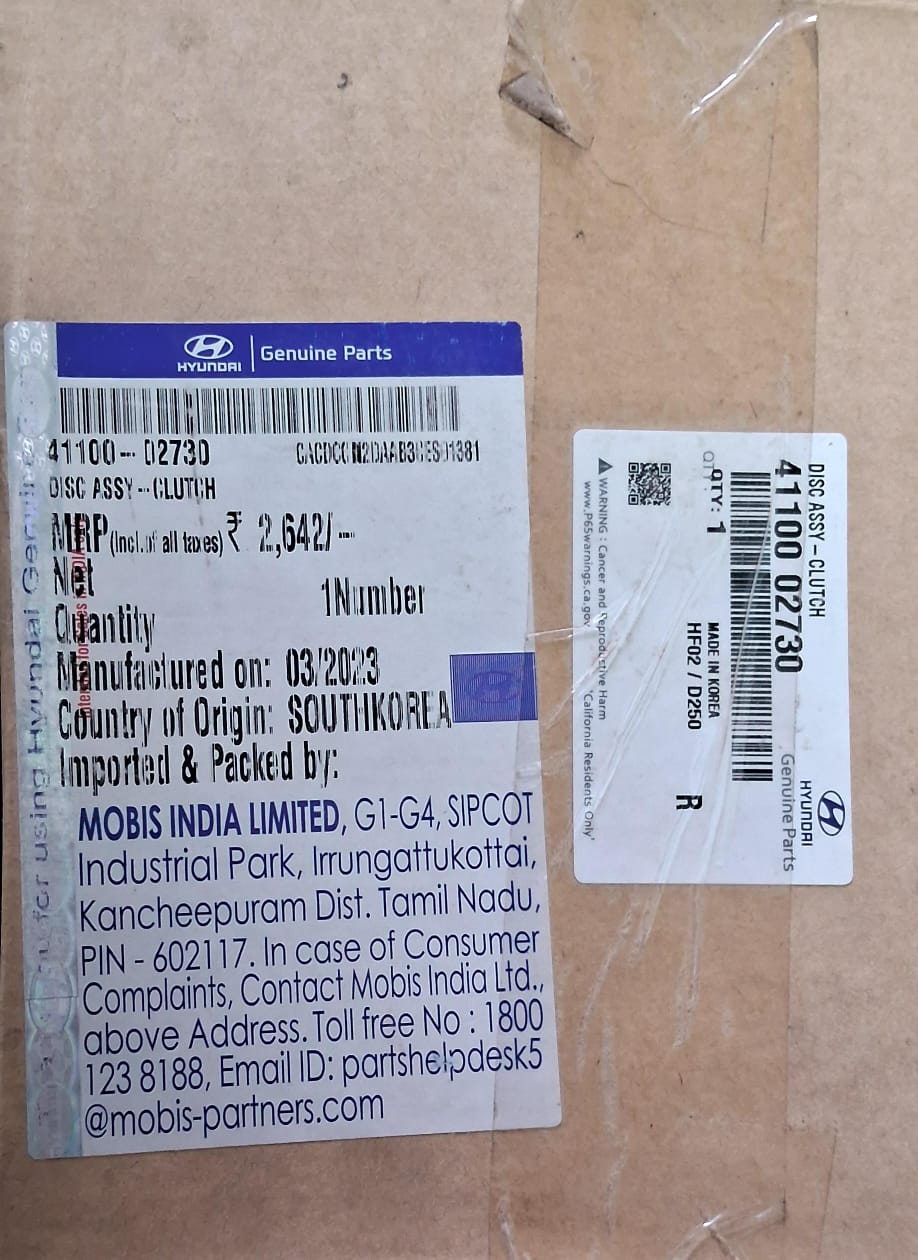 HYUNDAI | Genuine Parts
41100-02730
DISC ASSY-CLUTCH
MRP (Incl.of all taxes) ₹ 2,642/-
Net
Quantity 1Number
Manufactured on: 03/2023
Country of Origin: SOUTHKOREA
Imported & Packed by:
MOBIS INDIA LIMITED, G1-G4, SIPCOT
Industrial Park, Irrungattukottai,
Kancheepuram Dist. Tamil Nadu,
PIN - 602117. In case of Consumer
Complaints, Contact Mobis India Ltd.,
above Address. Toll free No : 1800
123 8188, Email ID: partshelpdesk5
@mobis-partners.com
for using Hyundai Genuine
DISC ASSY-CLUTCH
41100 02730
HYUNDAI
Genuine Parts
QTY: 1
MADE IN KOREA
HF02 / D250
R
WARNING : Cancer and Reproductive Harm
www.P65warnings.ca.gov 'California Residents Only'